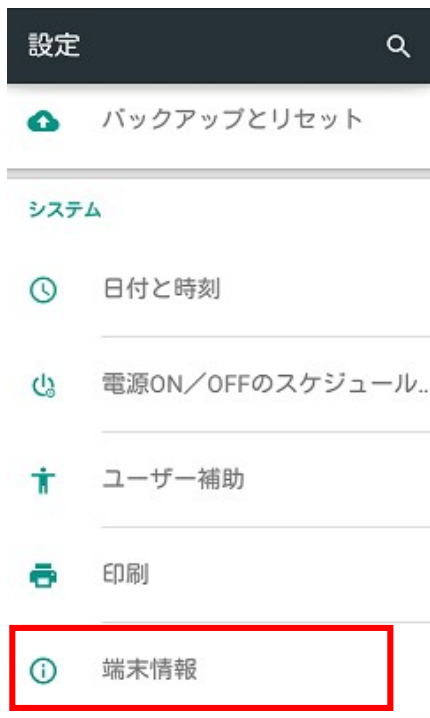 設定
バックアップとリセット
システム
日付と時刻
電源ON／OFFのスケジュール..
ユーザー補助
印刷
端末情報